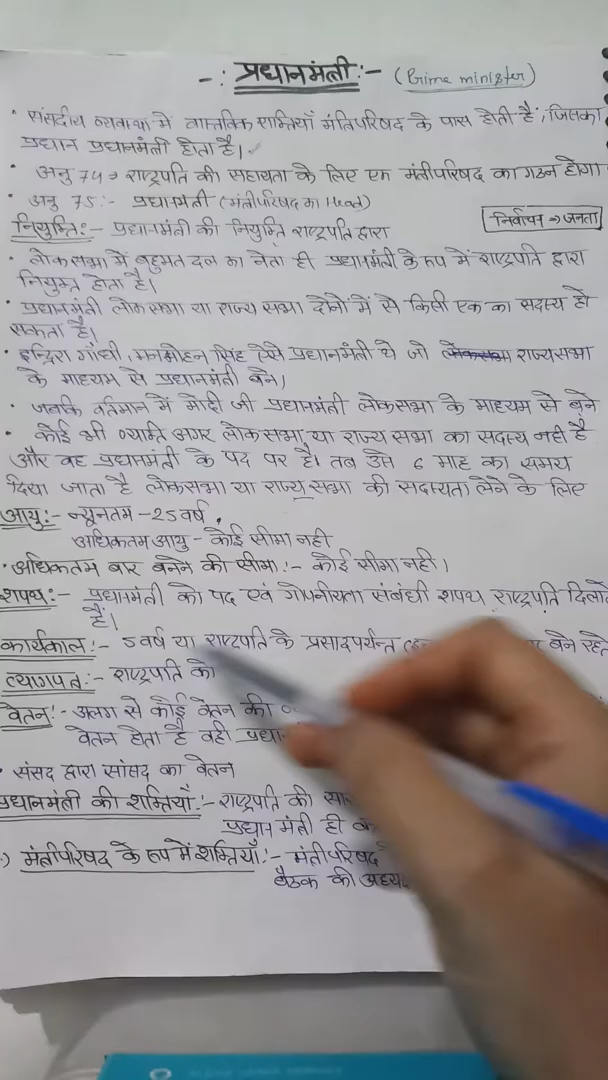 -: प्रधानमंत्री :- (Prime minister)
• संसदीय व्यवस्था में वास्तविक शक्तियाँ मंत्रिपरिषद के पास होती है, जिसका
प्रधान प्रधानमंत्री होता है।
• अनु 74 → राष्ट्रपति की सहायता के लिए एक मंत्रीपरिषद का गठन होगा
• अनु 75 :- प्रधानमंत्री (मंत्रीपरिषद का Head)
निर्वाचन → जनता
नियुक्ति :- प्रधानमंत्री की नियुक्ति राष्ट्रपति द्वारा
• लोकसभा में बहुमत दल का नेता ही प्रधानमंत्री के रूप में राष्ट्रपति द्वारा
नियुक्त होता है।
• प्रधानमंत्री लोकसभा या राज्य सभा दोनों में से किसी एक का सदस्य हो
सकता है।
• इन्दिरा गांधी, मनमोहन सिंह ऐसे प्रधानमंत्री थे जो राज्यसभा
के माध्यम से प्रधानमंत्री बने।
• जबकि वर्तमान में मोदी जी प्रधानमंत्री लोकसभा के माध्यम से बने
• कोई भी व्यक्ति अगर लोकसभा या राज्य सभा का सदस्य नही है
और वह प्रधानमंत्री के पद पर है। तब उसे 6 माह का समय
दिया जाता है लोकसभा या राज्य सभा की सदस्यता लेने के लिए
आयु :- न्यूनतम - 25 वर्ष,
अधिकतम आयु - कोई सीमा नही
• अधिकतम बार बनने की सीमा :- कोई सीमा नही।
शपथ :- प्रधानमंत्री को पद एवं गोपनीयता संबंधी शपथ राष्ट्रपति दिलाते
हैं।
कार्यकाल :- 5 वर्ष या राष्ट्रपति के प्रसादपर्यन्त बने रहते
त्यागपत्र :- राष्ट्रपति को
वेतन :- अलग से कोई वेतन की
वेतन होता है वही
• संसद द्वारा सांसद का वेतन
प्रधानमंत्री की शक्तियाँ :- राष्ट्रपति की
प्रधान मंत्री ही
मंत्रीपरिषद के रूप में शक्तियाँ :- मंत्रीपरिषद
बैठक की